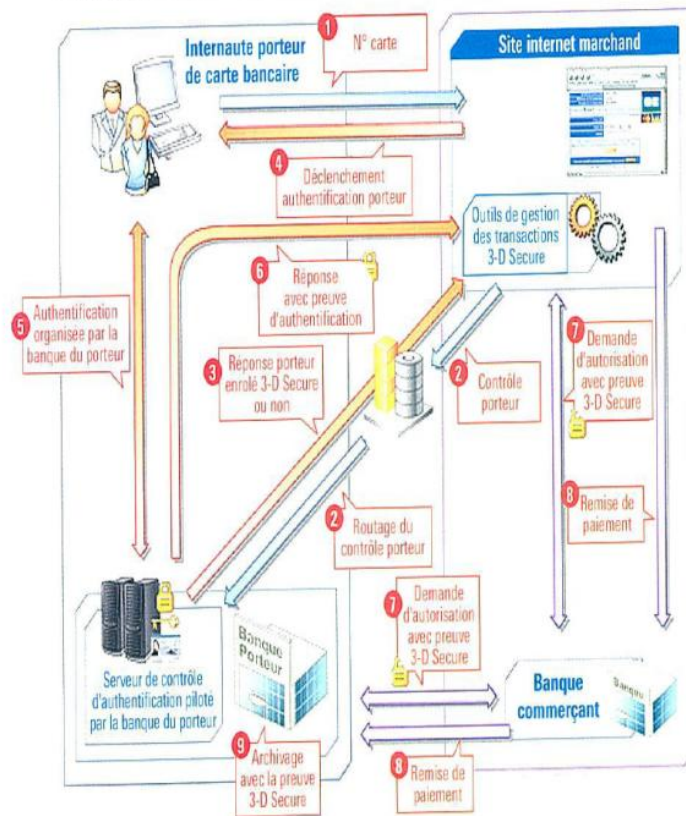 1
N° carte
Internaute porteur
de carte bancaire
Site internet marchand
4
Déclenchement
authentification porteur
Outils de gestion
des transactions
3-D Secure
6
Réponse
avec preuve
d'authentification
5
Authentification
organisée par la
banque du porteur
3
Réponse porteur
enrolé 3-D Secure
ou non
2
Contrôle
porteur
7
Demande
d'autorisation
avec preuve
3-D Secure
8
Remise de
paiement
2
Routage du
contrôle porteur
7
Demande
d'autorisation
avec preuve
3-D Secure
Banque
Porteur
Serveur de contrôle
d'authentification piloté
par la banque du porteur
Banque
commerçant
Banque
9
Archivage
avec la preuve
3-D Secure
8
Remise de
paiement